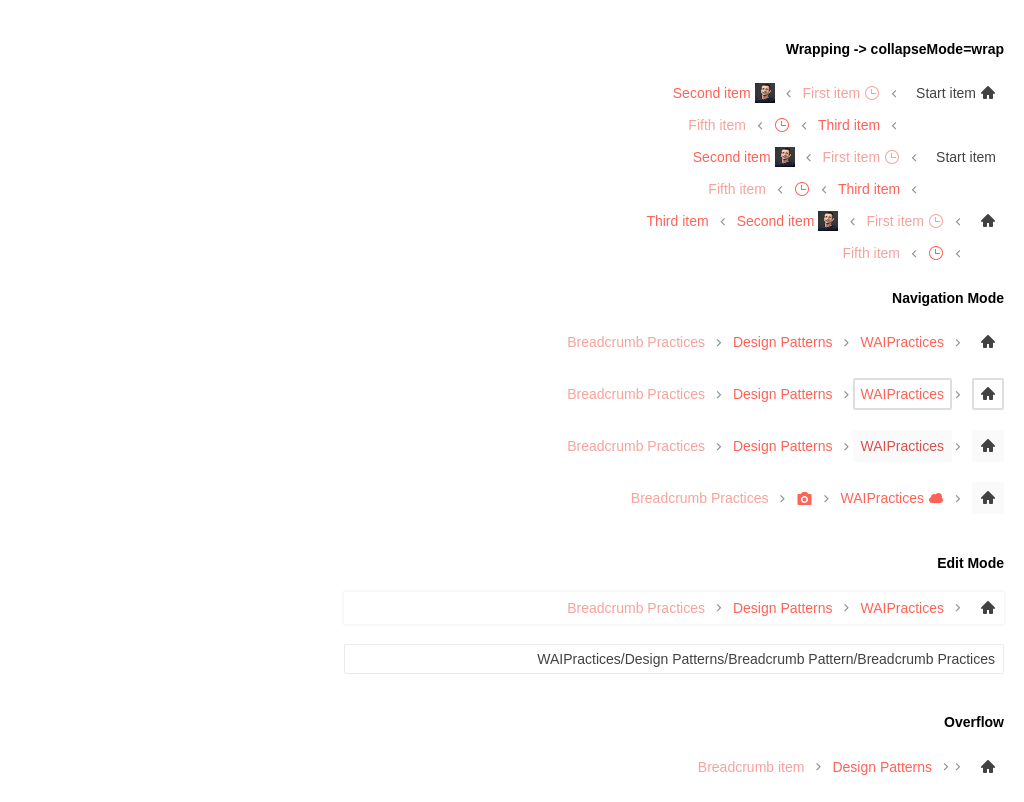 Wrapping -> collapseMode=wrap
Second item First item Start item
Fifth item Third item
Second item First item Start item
Fifth item Third item
Third item Second item First item
Fifth item
Navigation Mode
Breadcrumb Practices Design Patterns WAIPractices
Breadcrumb Practices Design Patterns WAIPractices
Breadcrumb Practices Design Patterns WAIPractices
Breadcrumb Practices WAIPractices
Edit Mode
Breadcrumb Practices Design Patterns WAIPractices
WAIPractices/Design Patterns/Breadcrumb Pattern/Breadcrumb Practices
Overflow
Breadcrumb item Design Patterns